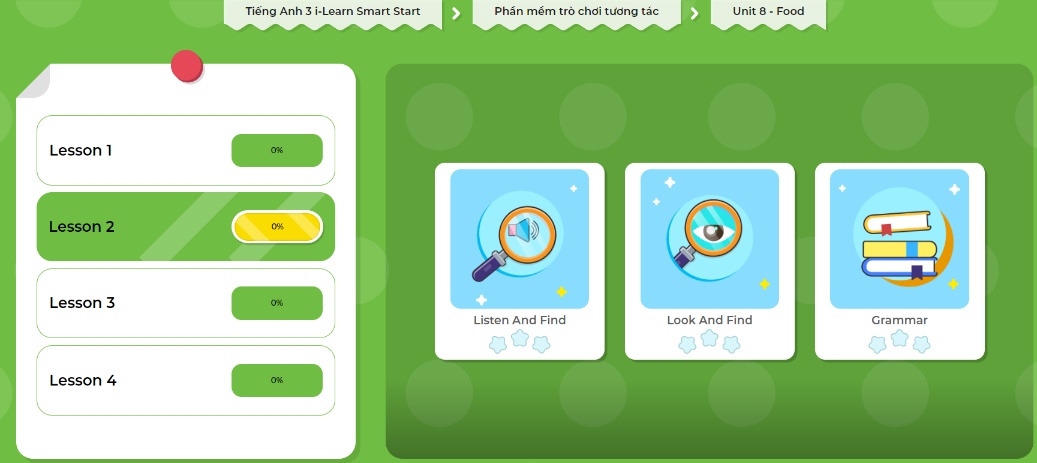 Tiếng Anh 3 i-Learn Smart Start
Phần mềm trò chơi tương tác
Unit 8 - Food
Lesson 1
0%
Lesson 2
0%
Lesson 3
0%
Lesson 4
0%
Listen And Find
Look And Find
Grammar